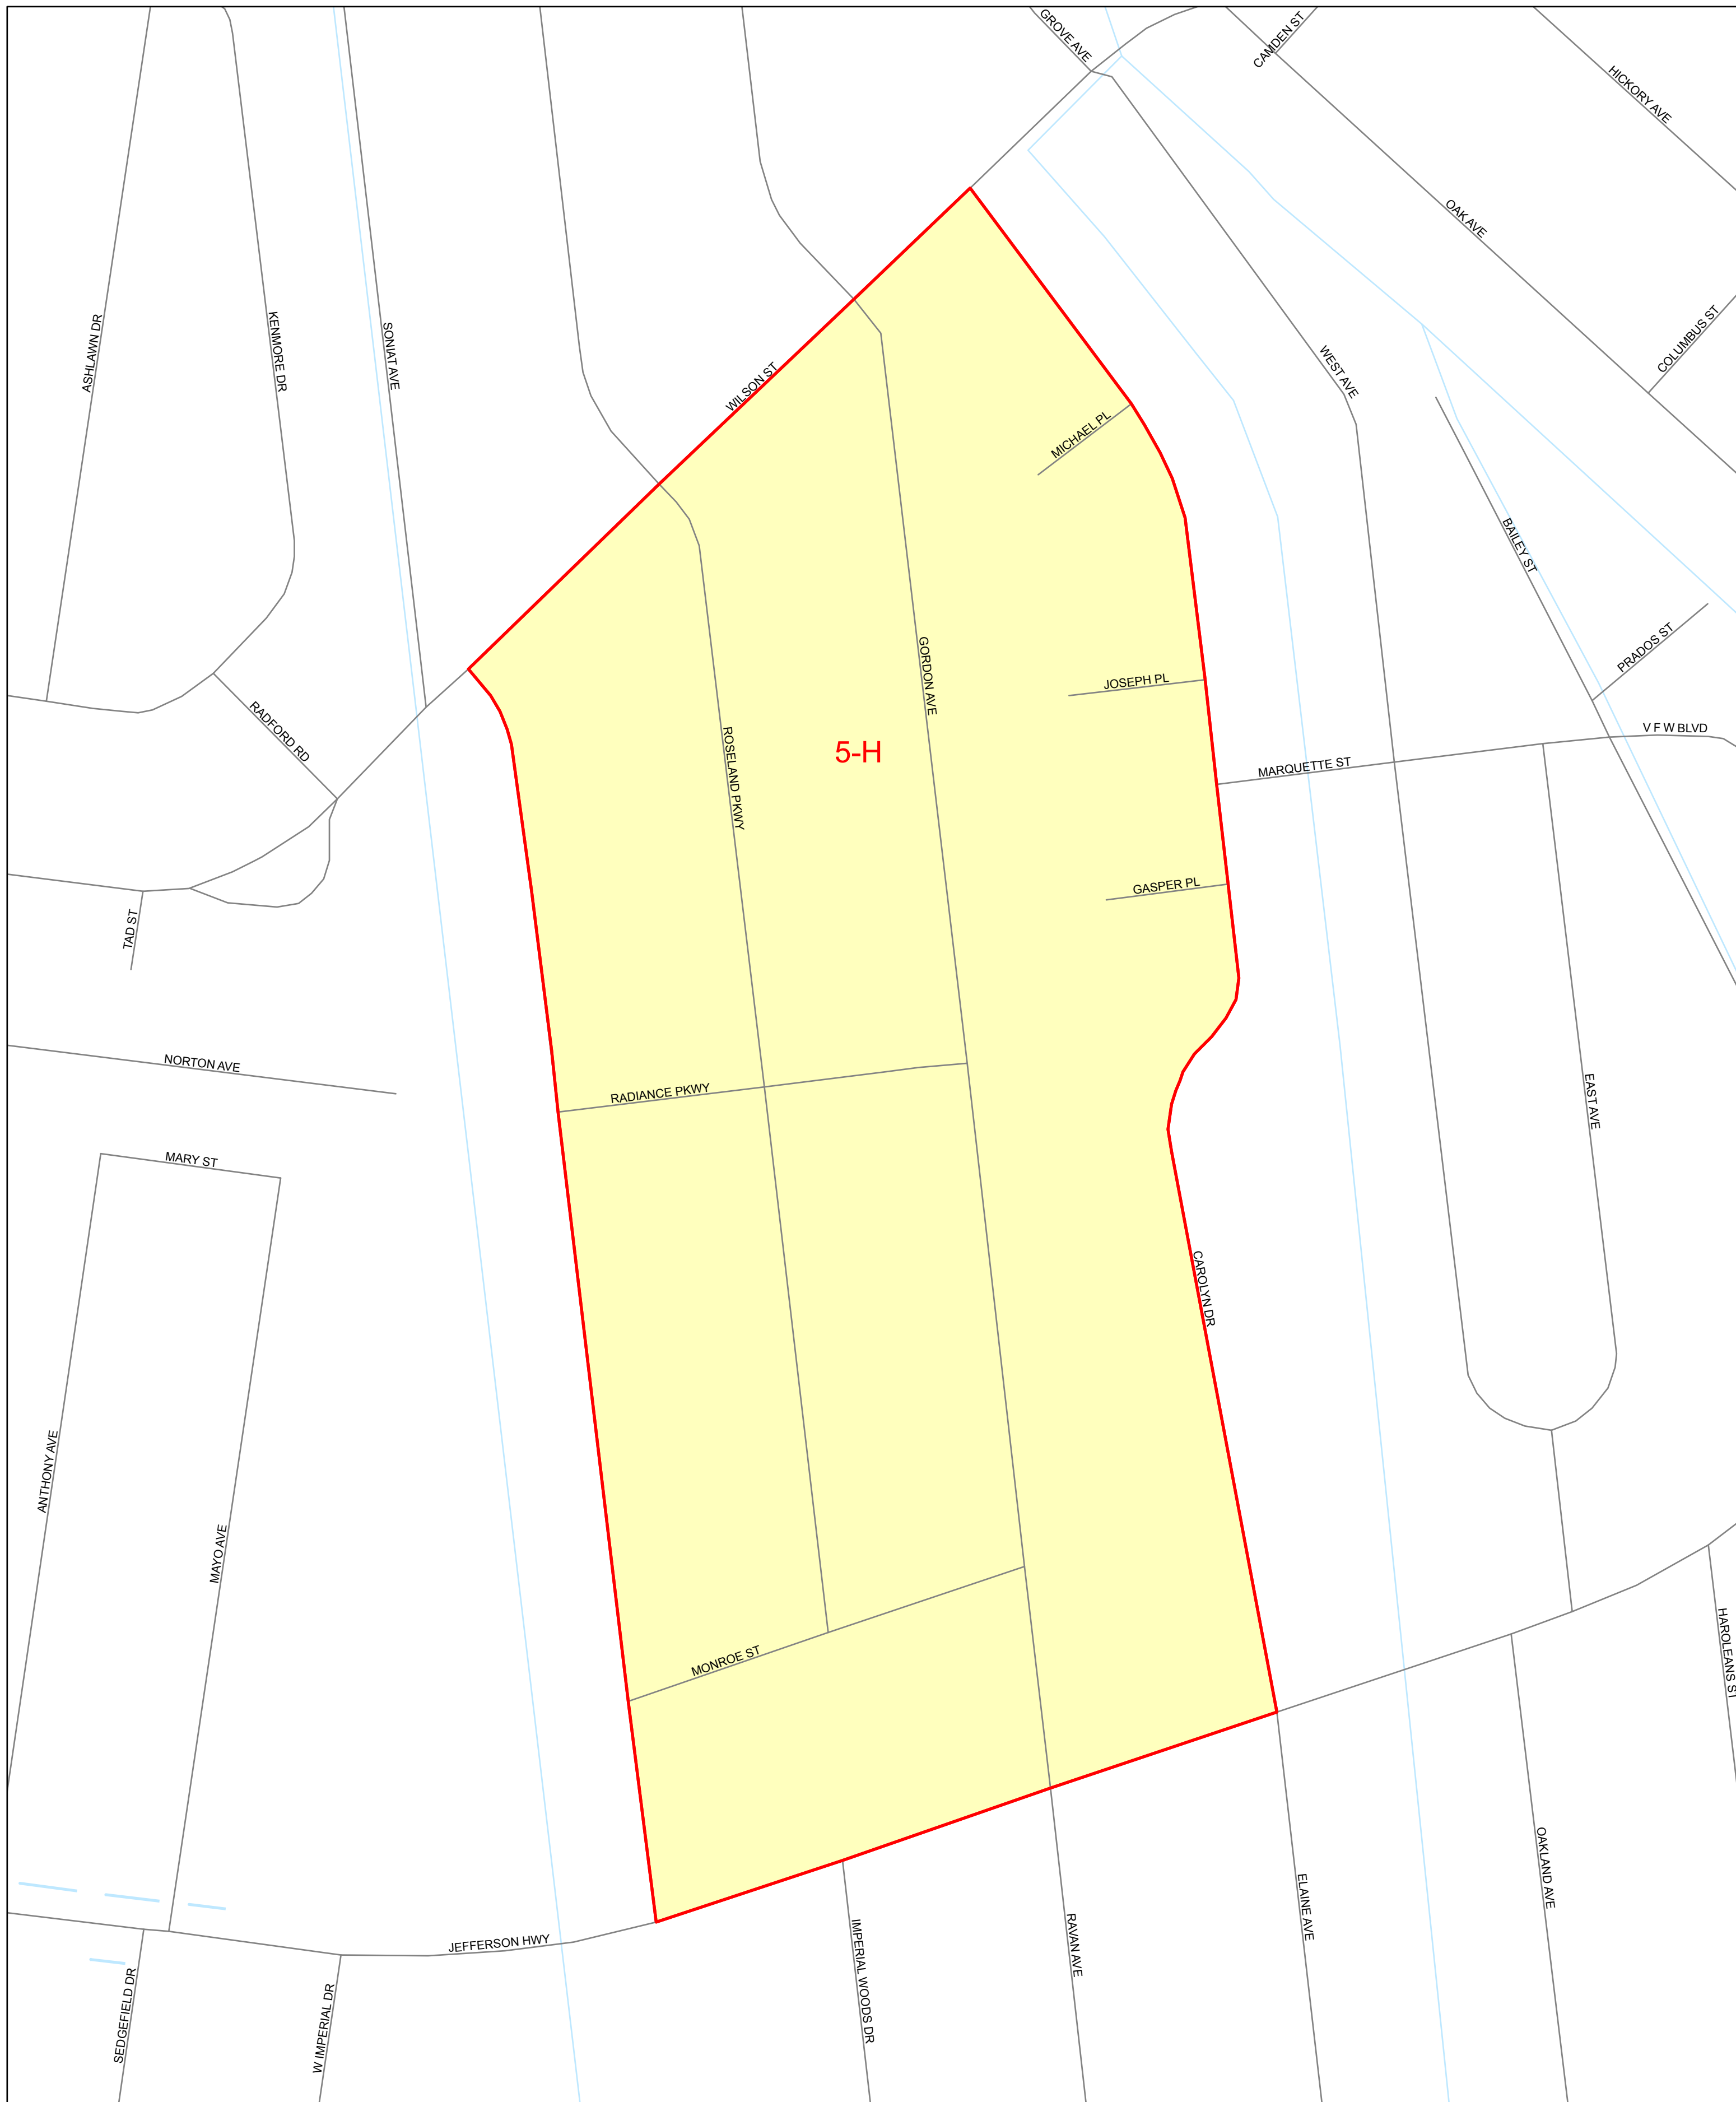 GROVE AVE
CAMDEN ST
HICKORY AVE
OAK AVE
ASHLAWN DR
KENMORE DR
SONIAT AVE
WILSON ST
WEST AVE
COLUMBUS ST
MICHAEL PL
BAILEY ST
PRADOS ST
GORDON AVE
JOSEPH PL
RADFORD RD
ROSELAND PKWY
5-H
MARQUETTE ST
V F W BLVD
GASPER PL
TAD ST
NORTON AVE
RADIANCE PKWY
EAST AVE
MARY ST
CAROLYN DR
ANTHONY AVE
MAYO AVE
MONROE ST
HAROLEANS ST
OAKLAND AVE
ELAINE AVE
JEFFERSON HWY
IMPERIAL WOODS DR
RAVAN AVE
SEDGEFIELD DR
W IMPERIAL DR